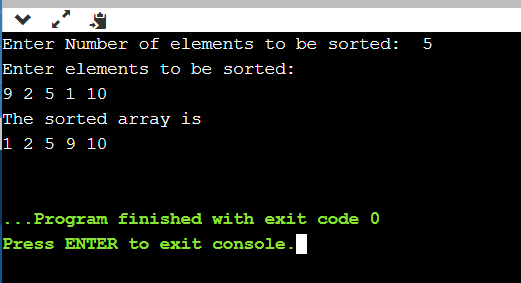 Enter Number of elements to be sorted:  5
Enter elements to be sorted:
9 2 5 1 10
The sorted array is
1 2 5 9 10
...Program finished with exit code 0
Press ENTER to exit console.